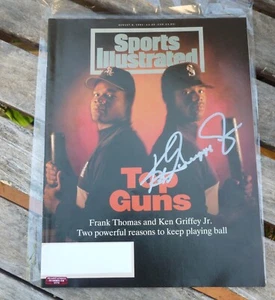 Sports
Illustrated
Top
Guns
Frank Thomas and Ken Griffey Jr.
Two powerful reasons to keep playing ball